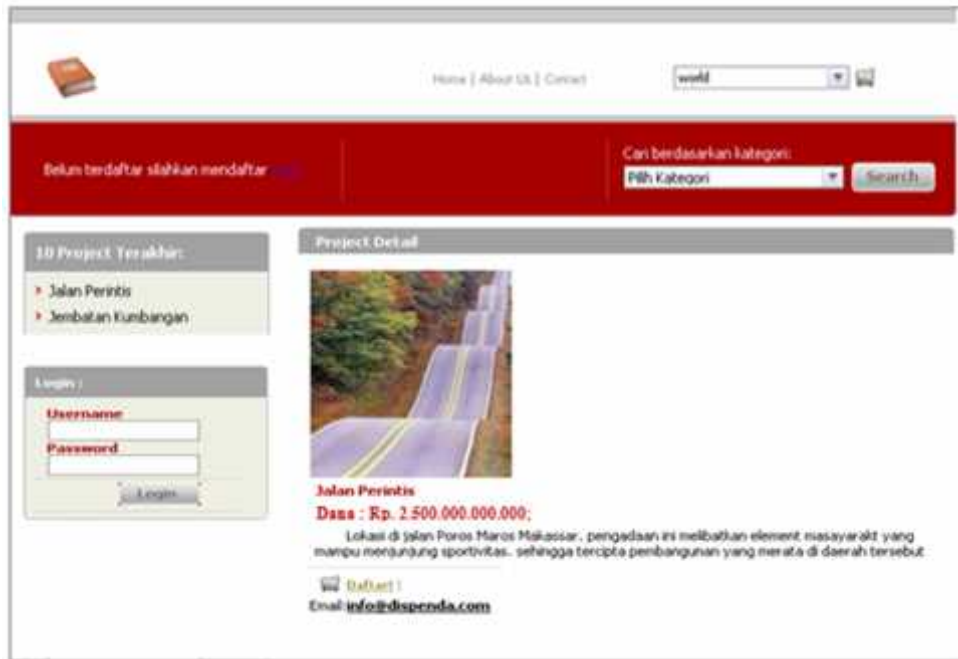 Home | About Us | Contact
world
Belum terdaftar silahkan mendaftar
Cari berdasarkan kategori:
Pilih Kategori
Search
10 Project Terakhir:
Jalan Perintis
Jembatan Kumbangan
Login :
Username
Password
Login
Project Detail
Jalan Perintis
Dana : Rp. 2.500.000.000.000;
Lokasi di jalan Poros Maros Makassar, pengadaan ini melibatkan element masayarakt yang
mampu menjunjung sportivitas. sehingga tercipta pembangunan yang merata di daerah tersebut
Daftar! :
Email:info@dispenda.com